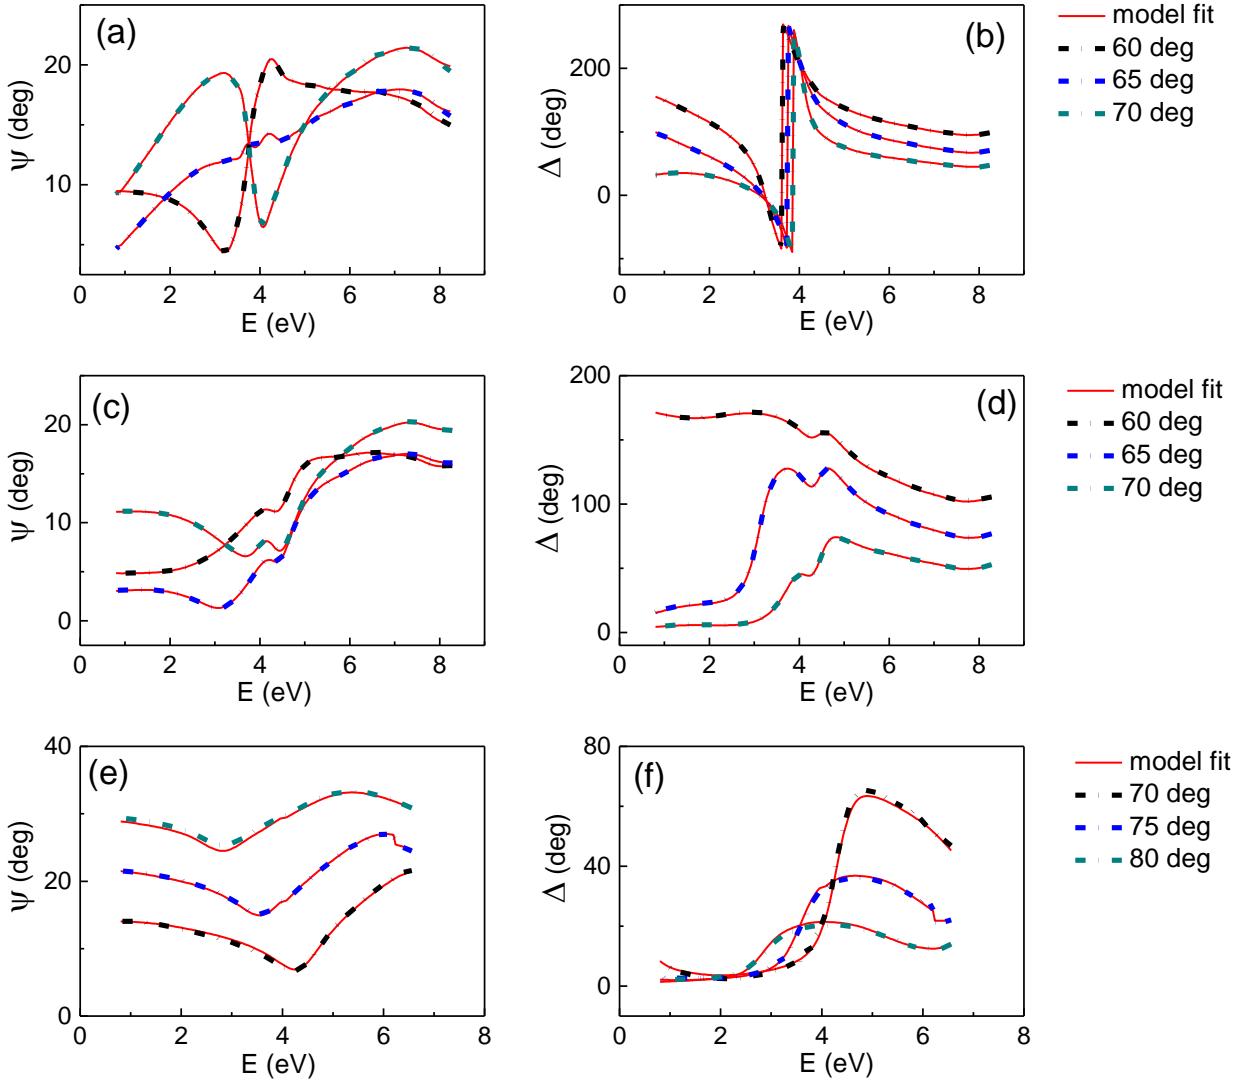 (a)
ψ (deg)
20
10
0 2 4 6 8
E (eV)
(b)
Δ (deg)
200
100
0
0 2 4 6 8
E (eV)
model fit
60 deg
65 deg
70 deg
(c)
ψ (deg)
20
10
0
0 2 4 6 8
E (eV)
(d)
Δ (deg)
200
100
0
0 2 4 6 8
E (eV)
model fit
60 deg
65 deg
70 deg
(e)
ψ (deg)
40
20
0
0 2 4 6 8
E (eV)
(f)
Δ (deg)
80
40
0
0 2 4 6 8
E (eV)
model fit
70 deg
75 deg
80 deg